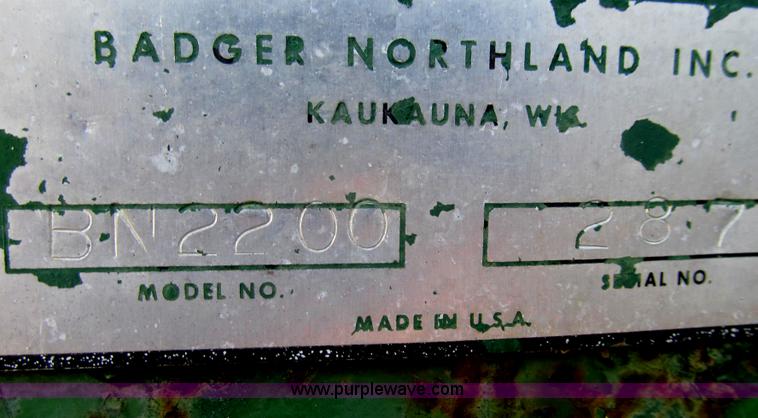 BADGER NORTHLAND INC.
KAUKAUNA, WIS.
BN2200 287
MODEL NO. SERIAL NO.
MADE IN U.S.A.
www.purplewave.com